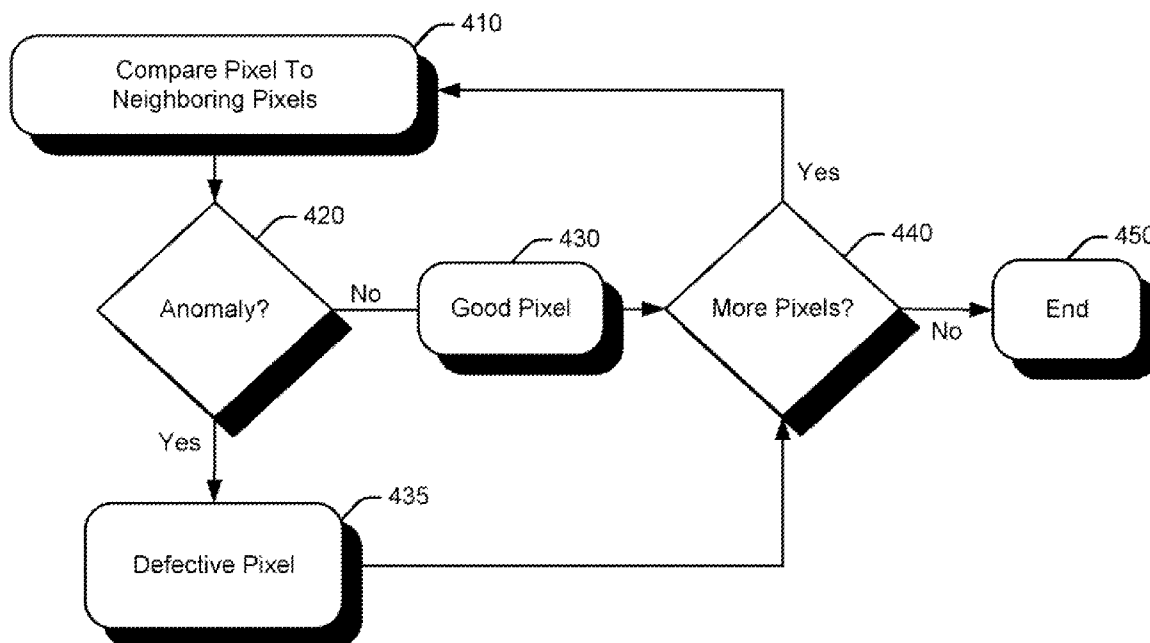 410
Compare Pixel To
Neighboring Pixels
Yes
420
Anomaly?
No
430
Good Pixel
440
More Pixels?
No
450
End
Yes
435
Defective Pixel